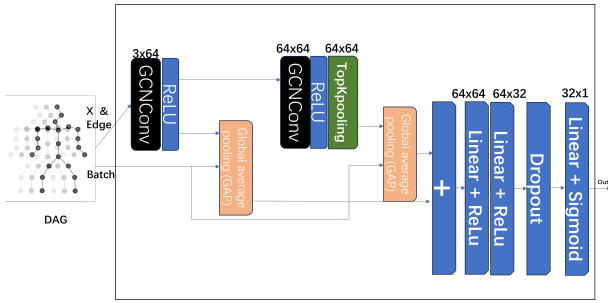 3x64
GCNConv
ReLU
64x64
64x64
GCNConv
ReLU
TopKpooling
X &
Edge
Batch
DAG
Global average
pooling (GAP)
Global average
pooling (GAP)
+
64x64
Linear + ReLu
64x32
Linear + ReLu
Dropout
32x1
Linear + Sigmoid
Out